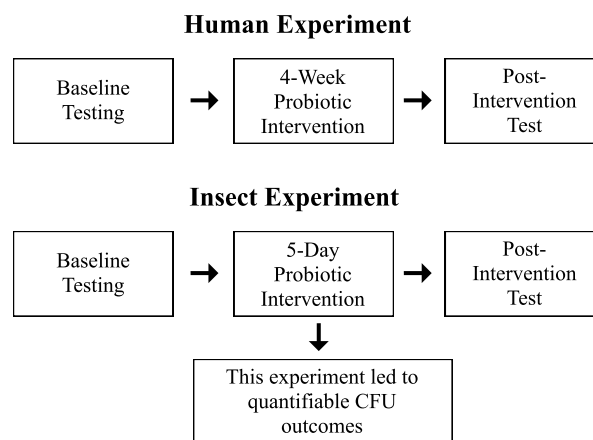 Human Experiment
Baseline
Testing
4-Week
Probiotic
Intervention
Post-
Intervention
Test
Insect Experiment
Baseline
Testing
5-Day
Probiotic
Intervention
Post-
Intervention
Test
This experiment led to
quantifiable CFU
outcomes